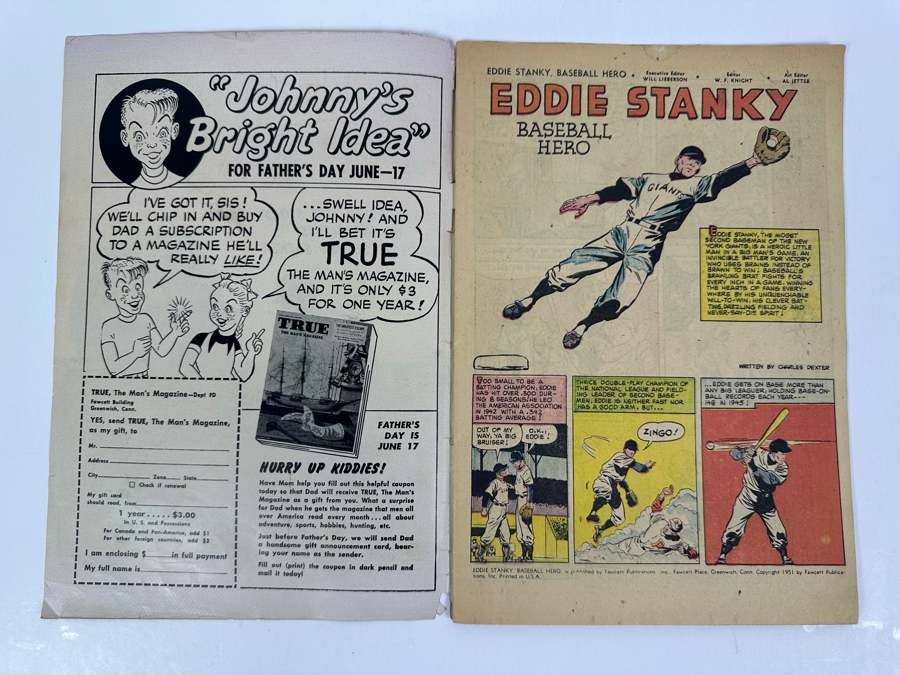 "Johnny's
Bright Idea"
FOR FATHER'S DAY JUNE—17
I'VE GOT IT, SIS!
WE'LL CHIP IN AND BUY
DAD A SUBSCRIPTION
TO A MAGAZINE HE'LL
REALLY LIKE!
...SWELL IDEA,
JOHNNY! AND
I'LL BET IT'S
TRUE
THE MAN'S MAGAZINE,
AND IT'S ONLY $3
FOR ONE YEAR!
TRUE
THE MAN'S MAGAZINE
FATHER'S
DAY IS
JUNE 17
TRUE, The Man's Magazine—Dept FD
Fawcett Building
Greenwich, Conn.
YES, send TRUE, The Man's Magazine,
as my gift, to
Mr.
Address
City Zone State
Check if renewal
My gift card
should read, from
1 year.....$3.00
In U. S. and Possessions
For Canada and Pan-America, add $1
For other foreign countries, add $2
I am enclosing $ in full payment
My full name is
HURRY UP KIDDIES!
Have Mom help you fill out this helpful coupon
today so that Dad will receive TRUE, The Man's
Magazine as a gift from you. What a surprise
for Dad when he gets the magazine that men all
over America read every month...all about
adventure, sports, hobbies, hunting, etc.
Just before Father's Day, we will send Dad
a handsome gift announcement card, bear-
ing your name as the sender.
Fill out (print) the coupon in dark pencil and
mail it today!
EDDIE STANKY, BASEBALL HERO • Executive Editor WILL LIEBERSON • Editor W. F. KNIGHT • Art Editor AL JETTER
EDDIE STANKY
BASEBALL
HERO
GIANTS
EDDIE STANKY, THE MIDGET
SECOND BASEMAN OF THE NEW
YORK GIANTS, IS A HEROIC LITTLE
MAN IN A BIG MAN'S GAME, AN
INVINCIBLE BATTLER FOR VICTORY
WHO USES BRAINS INSTEAD OF
BRAWN TO WIN! BASEBALL'S
BRAWLING BRAT FIGHTS FOR
EVERY INCH IN A GAME, WINNING
THE HEARTS OF FANS EVERY-
WHERE BY HIS UNQUENCHABLE
WILL-TO-WIN, HIS CLEVER BAT-
TING, DAZZLING FIELDING AND
NEVER-SAY-DIE SPIRIT!
WRITTEN BY CHARLES DEXTER
TOO SMALL TO BE A
BATTING CHAMPION, EDDIE
HAS HIT OVER .300 DUR-
ING 8 SEASONS! HE LED
THE AMERICAN ASSOCIATION
IN 1942 WITH A .342
BATTING AVERAGE!
OUT OF MY
WAY, YA BIG
BRUISER!
O.K.,
EDDIE!
THRICE DOUBLE-PLAY CHAMPION OF
THE NATIONAL LEAGUE AND FIELD-
ING LEADER OF SECOND BASE-
MEN, EDDIE IS NEITHER FAST NOR
HAS A GOOD ARM. BUT...
ZINGO!
...EDDIE GETS ON BASE MORE THAN
ANY BIG LEAGUER, HOLDING BASE-ON-
BALL RECORDS EACH YEAR---
148 IN 1945!
EDDIE STANKY BASEBALL HERO, is published by Fawcett Publications, Inc., Fawcett Place, Greenwich, Conn. Copyright 1951 by Fawcett Publica-
tions, Inc. Printed in U.S.A.